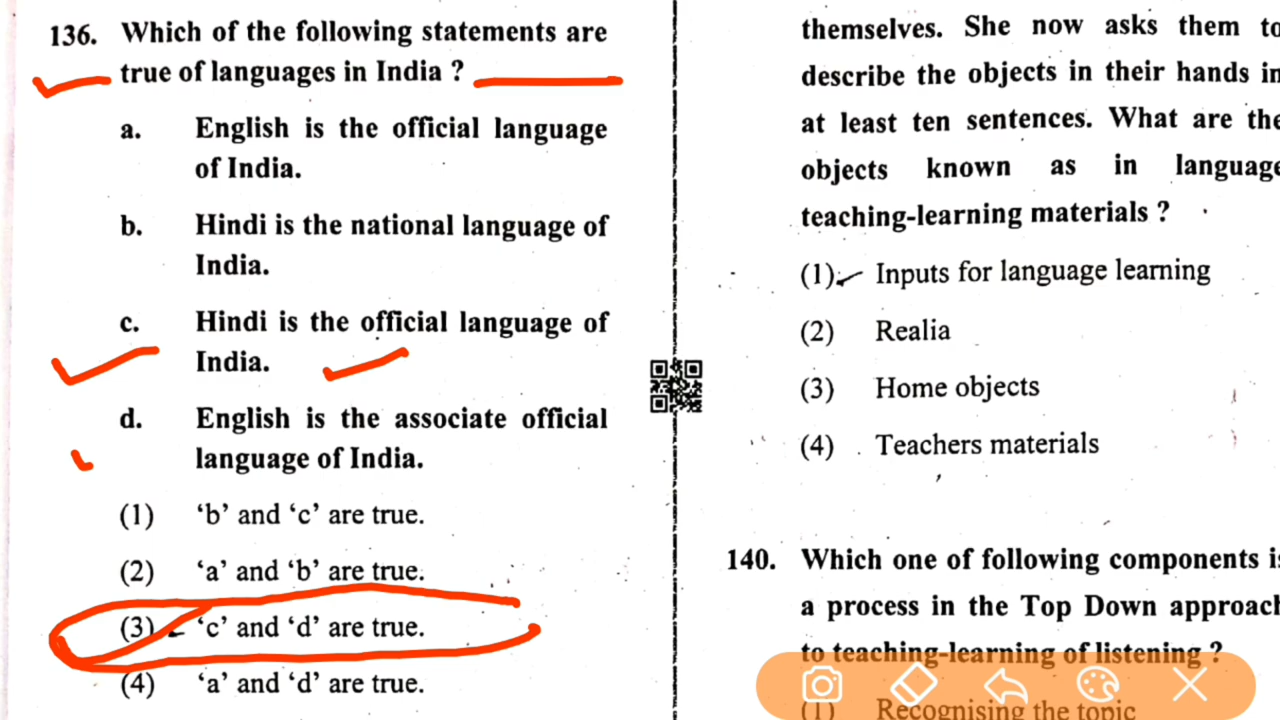 136. Which of the following statements are
true of languages in India ?
a. English is the official language
of India.
b. Hindi is the national language of
India.
c. Hindi is the official language of
India.
d. English is the associate official
language of India.
(1) ‘b’ and ‘c’ are true.
(2) ‘a’ and ‘b’ are true.
(3) ‘c’ and ‘d’ are true.
(4) ‘a’ and ‘d’ are true.
themselves. She now asks them to
describe the objects in their hands in
at least ten sentences. What are the
objects known as in language
teaching-learning materials ?
(1) Inputs for language learning
(2) Realia
(3) Home objects
(4) Teachers materials
140. Which one of following components is
a process in the Top Down approach
to teaching-learning of listening ?
(1) Recognising the topic